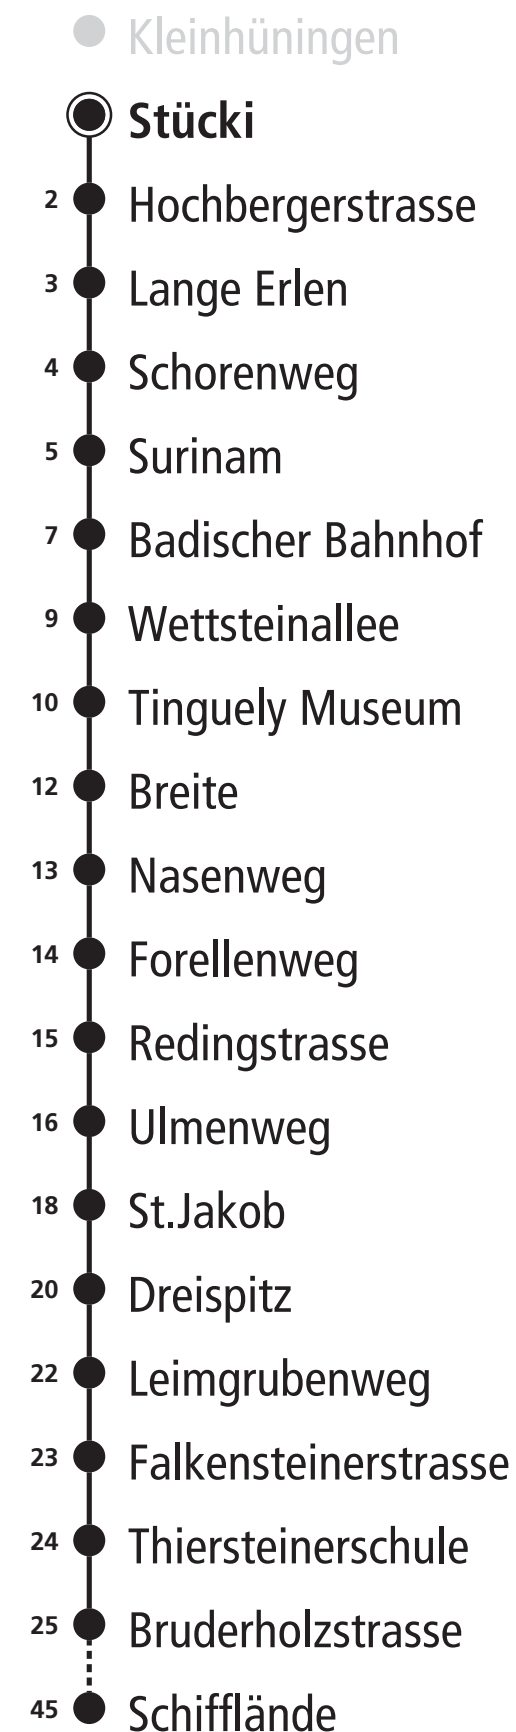 Kleinhüningen
Stücki
2 Hochbergerstrasse
3 Lange Erlen
4 Schorenweg
5 Surinam
7 Badischer Bahnhof
9 Wettsteinallee
10 Tinguely Museum
12 Breite
13 Nasenweg
14 Forellenweg
15 Redingstrasse
16 Ulmenweg
18 St.Jakob
20 Dreispitz
22 Leimgrubenweg
23 Falkensteinerstrasse
24 Thiersteinerschule
25 Bruderholzstrasse
45 Schifflände